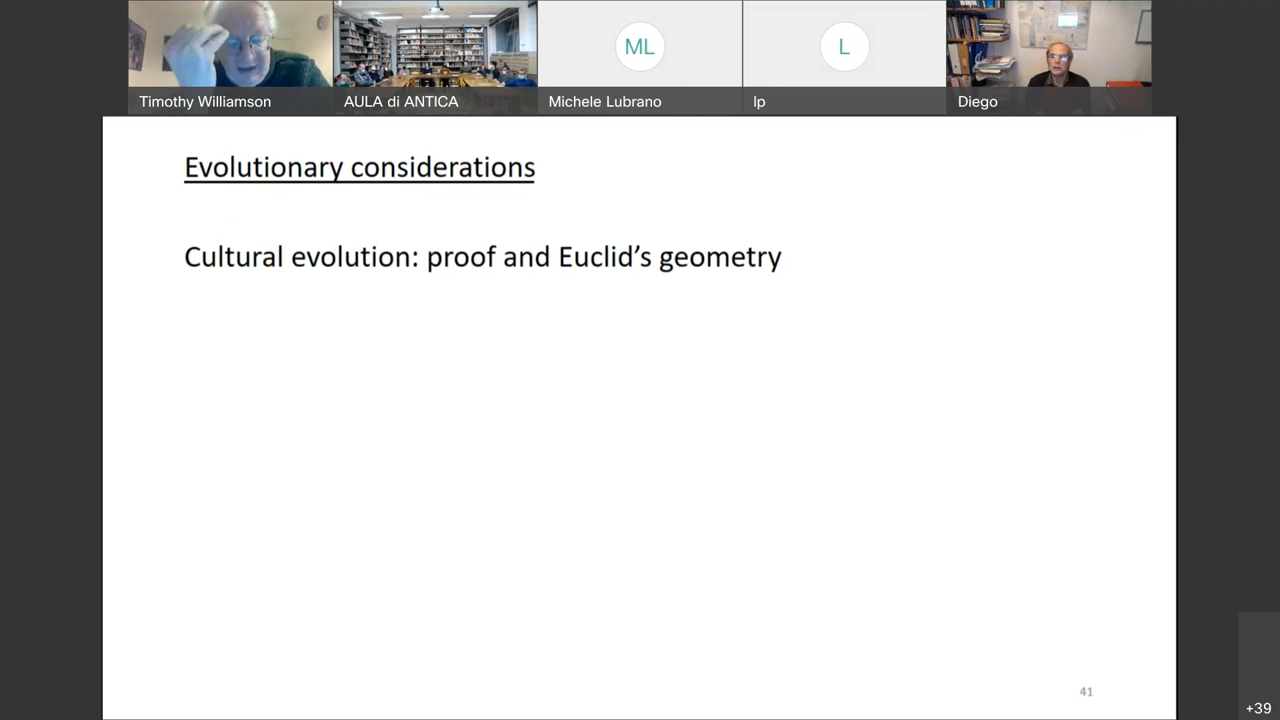 ML
L
Timothy Williamson
AULA di ANTICA
Michele Lubrano
lp
Diego
Evolutionary considerations
Cultural evolution: proof and Euclid's geometry
41
+39